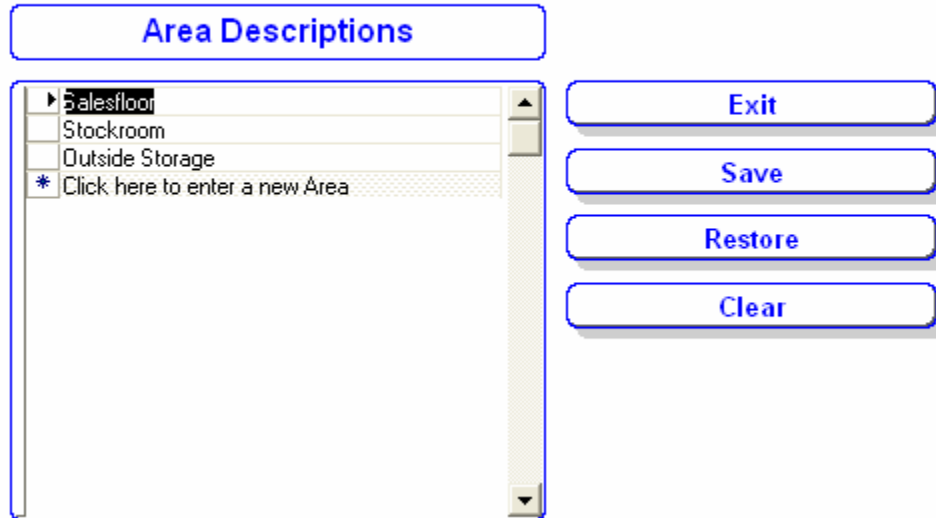 Area Descriptions
Salesfloor
Stockroom
Outside Storage
* Click here to enter a new Area
Exit
Save
Restore
Clear